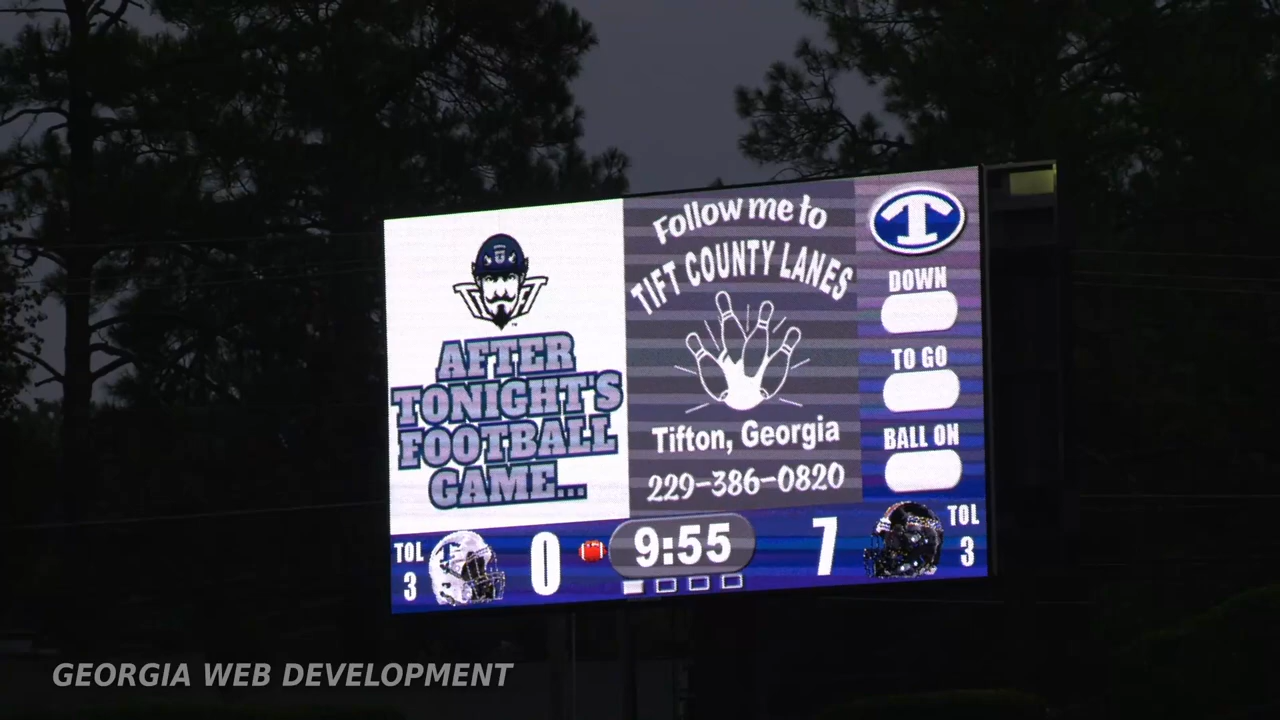 TIFT
AFTER
TONIGHT'S
FOOTBALL
GAME...
Follow me to
TIFT COUNTY LANES
Tifton, Georgia
229-386-0820
T
DOWN
TO GO
BALL ON
TOL
3
0
9:55
7
TOL
3
GEORGIA WEB DEVELOPMENT